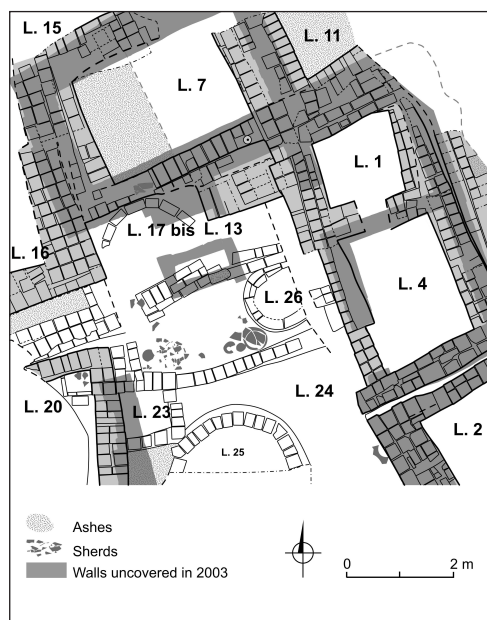 L. 15
L. 11
L. 7
L. 1
L. 17 bis
L. 13
L. 16
L. 4
L. 26
L. 24
L. 20
L. 23
L. 2
L. 25
Ashes
Sherds
Walls uncovered in 2003
0
2 m